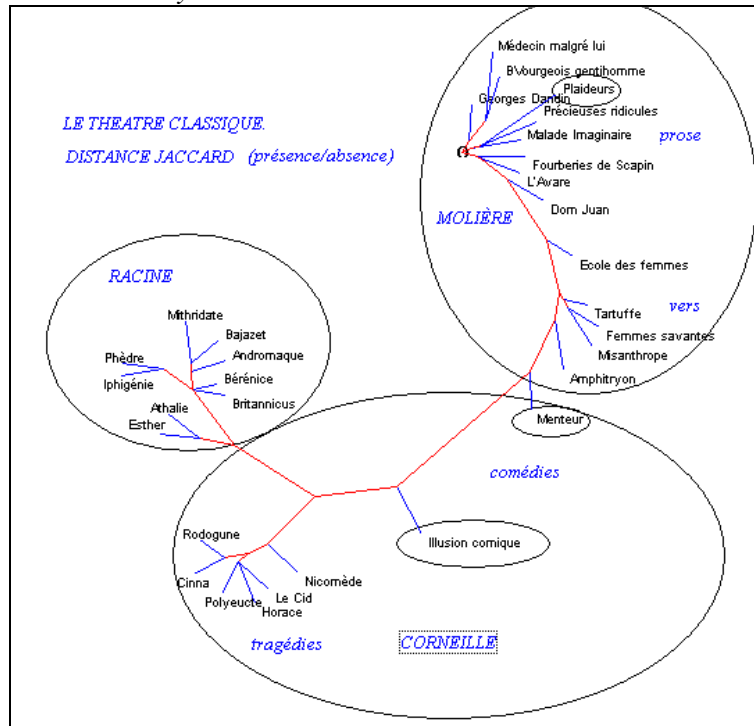 LE THEATRE CLASSIQUE.
DISTANCE JACCARD (présence/absence)
Médecin malgré lui
BVourgeois gentihomme
Plaideurs
Georges Dandin
Précieuses ridicules
Malade Imaginaire
prose
Fourberies de Scapin
L'Avare
Dom Juan
MOLIÈRE
Ecole des femmes
vers
Tartuffe
Femmes savantes
Misanthrope
Amphitryon
RACINE
Mithridate
Bajazet
Phèdre
Andromaque
Iphigénie
Bérénice
Britannicus
Athalie
Esther
Menteur
comédies
Illusion comique
Rodogune
Cinna
Nicomède
Polyeucte
Le Cid
Horace
tragédies
CORNEILLE